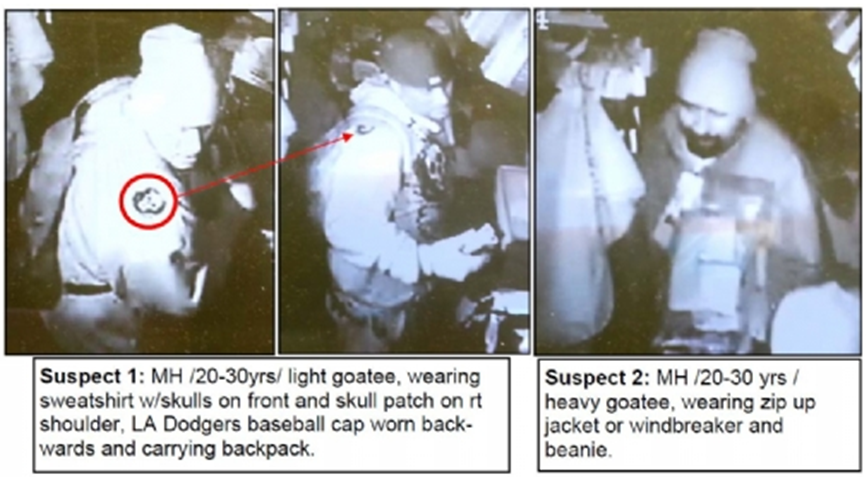 Suspect 1: MH /20-30yrs/ light goatee, wearing
sweatshirt w/skulls on front and skull patch on rt
shoulder, LA Dodgers baseball cap worn back-
wards and carrying backpack.
Suspect 2: MH /20-30 yrs /
heavy goatee, wearing zip up
jacket or windbreaker and
beanie.